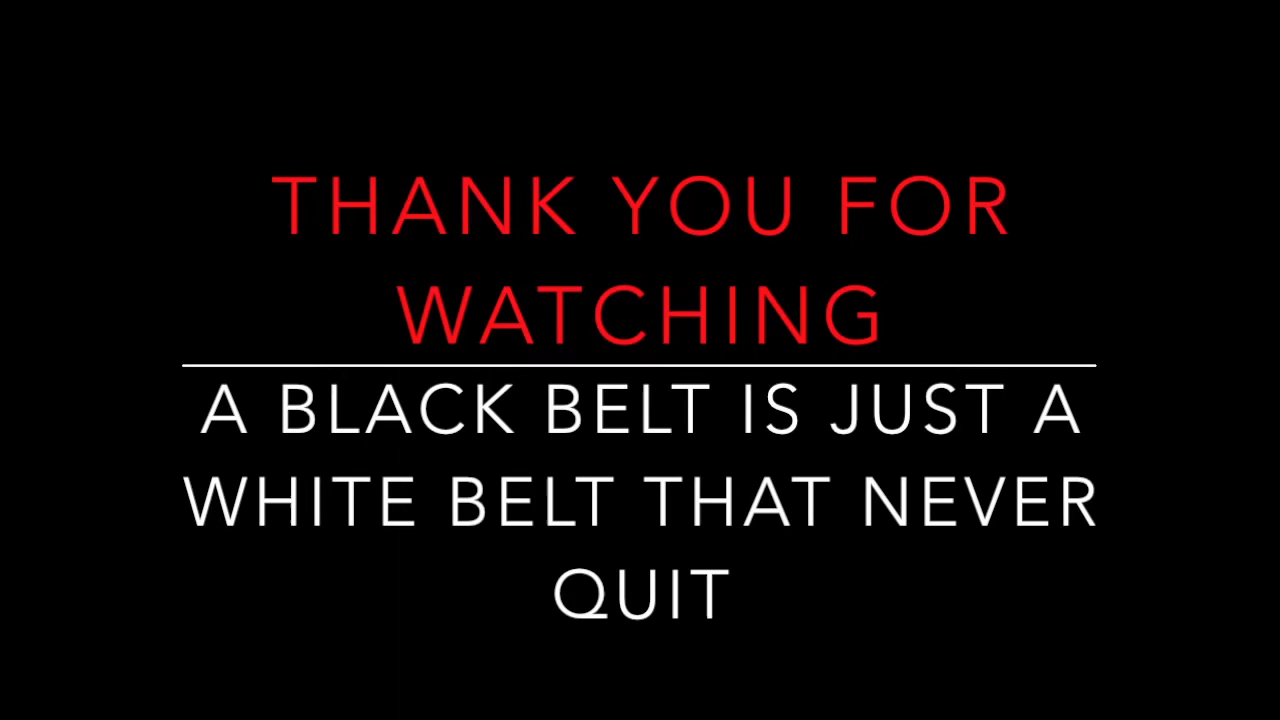 THANK YOU FOR
WATCHING
A BLACK BELT IS JUST A
WHITE BELT THAT NEVER
QUIT